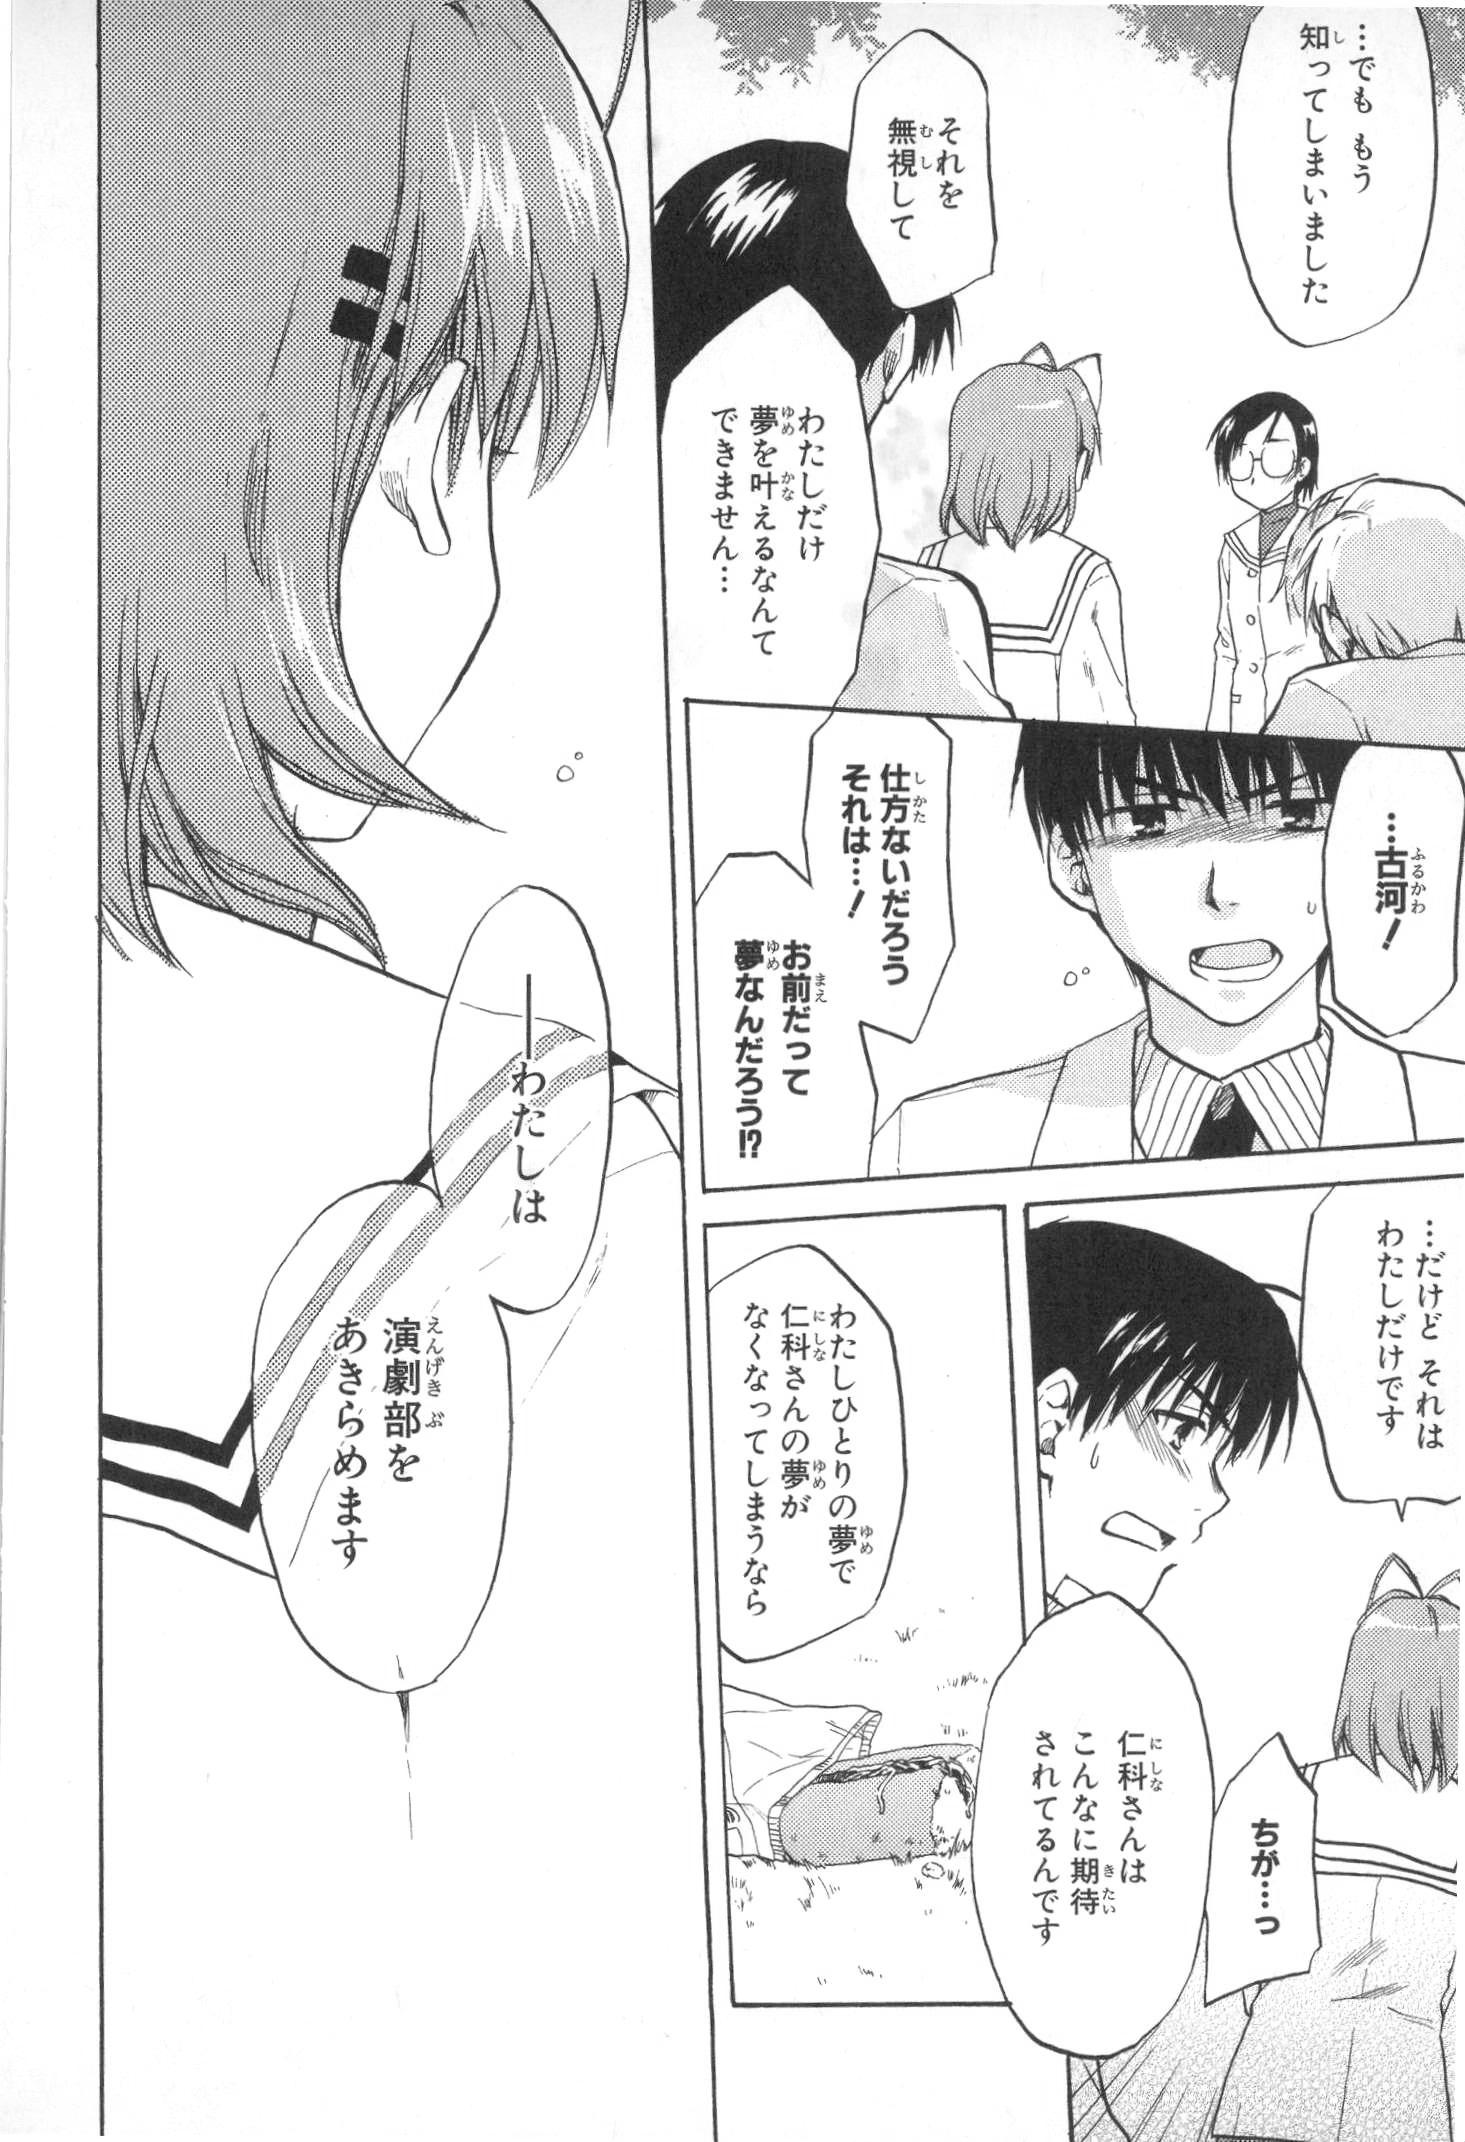 …でも もう
知ってしまいました
それを
無視して
わたしだけ
夢を叶えるなんて
できません…
…古河！
仕方ないだろう
それは…！
お前だって
夢なんだろう!?
…だけど それは
わたしだけです
ちが…っ
仁科さんは
こんなに期待
されてるんです
わたしひとりの夢で
仁科さんの夢が
なくなってしまうなら
―わたしは
演劇部を
あきらめます